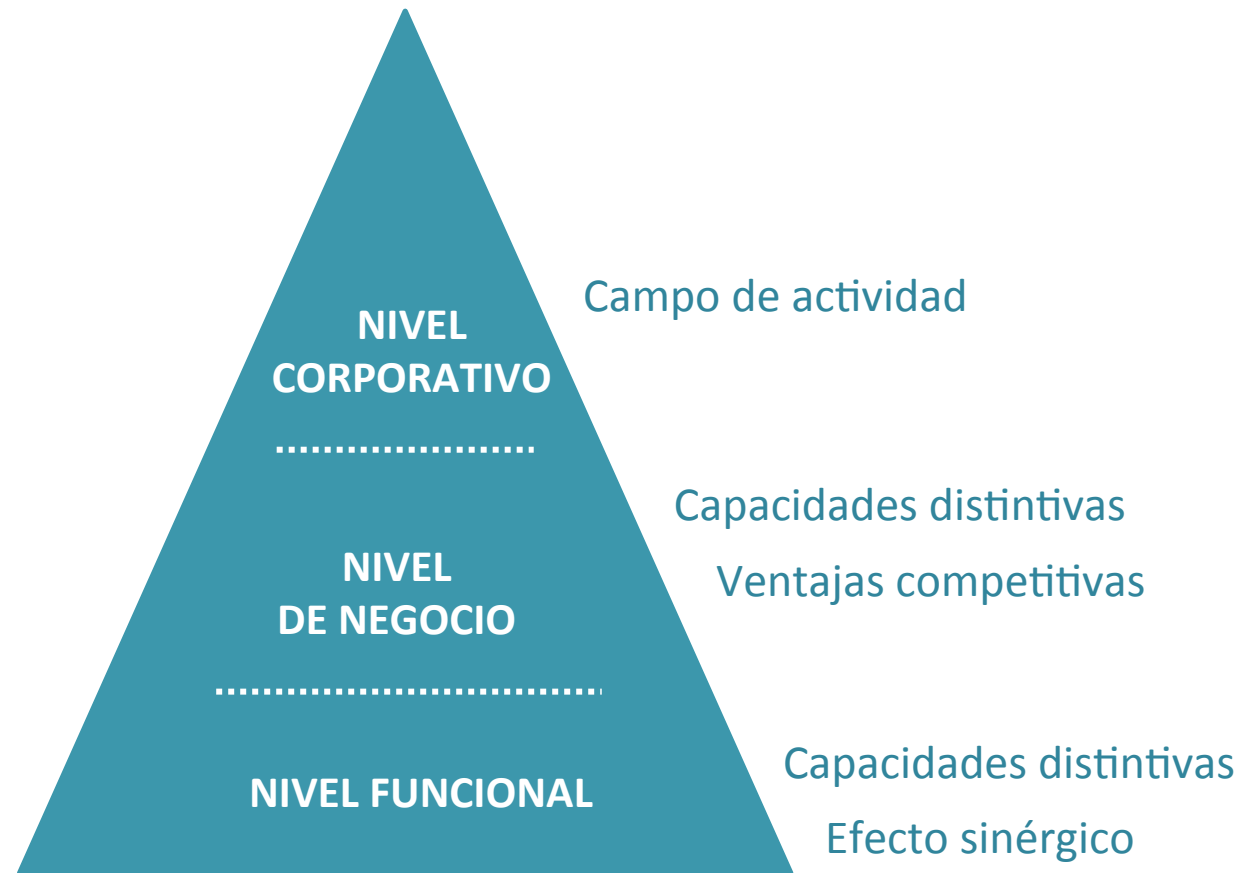 Campo de actividad
NIVEL
CORPORATIVO
Capacidades distintivas
Ventajas competitivas
NIVEL
DE NEGOCIO
Capacidades distintivas
NIVEL FUNCIONAL
Efecto sinérgico